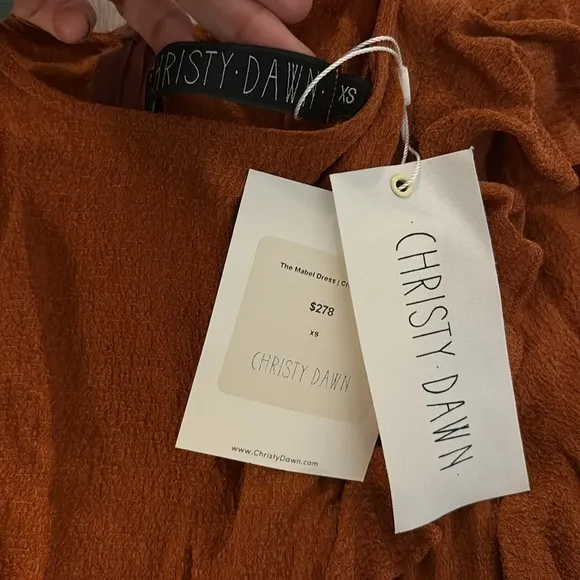 CHRISTY·DAWN· XS
The Mabel Dress |
$278
XS
CHRISTY DAWN
www.ChristyDawn.com
·CHRISTY·DAWN·